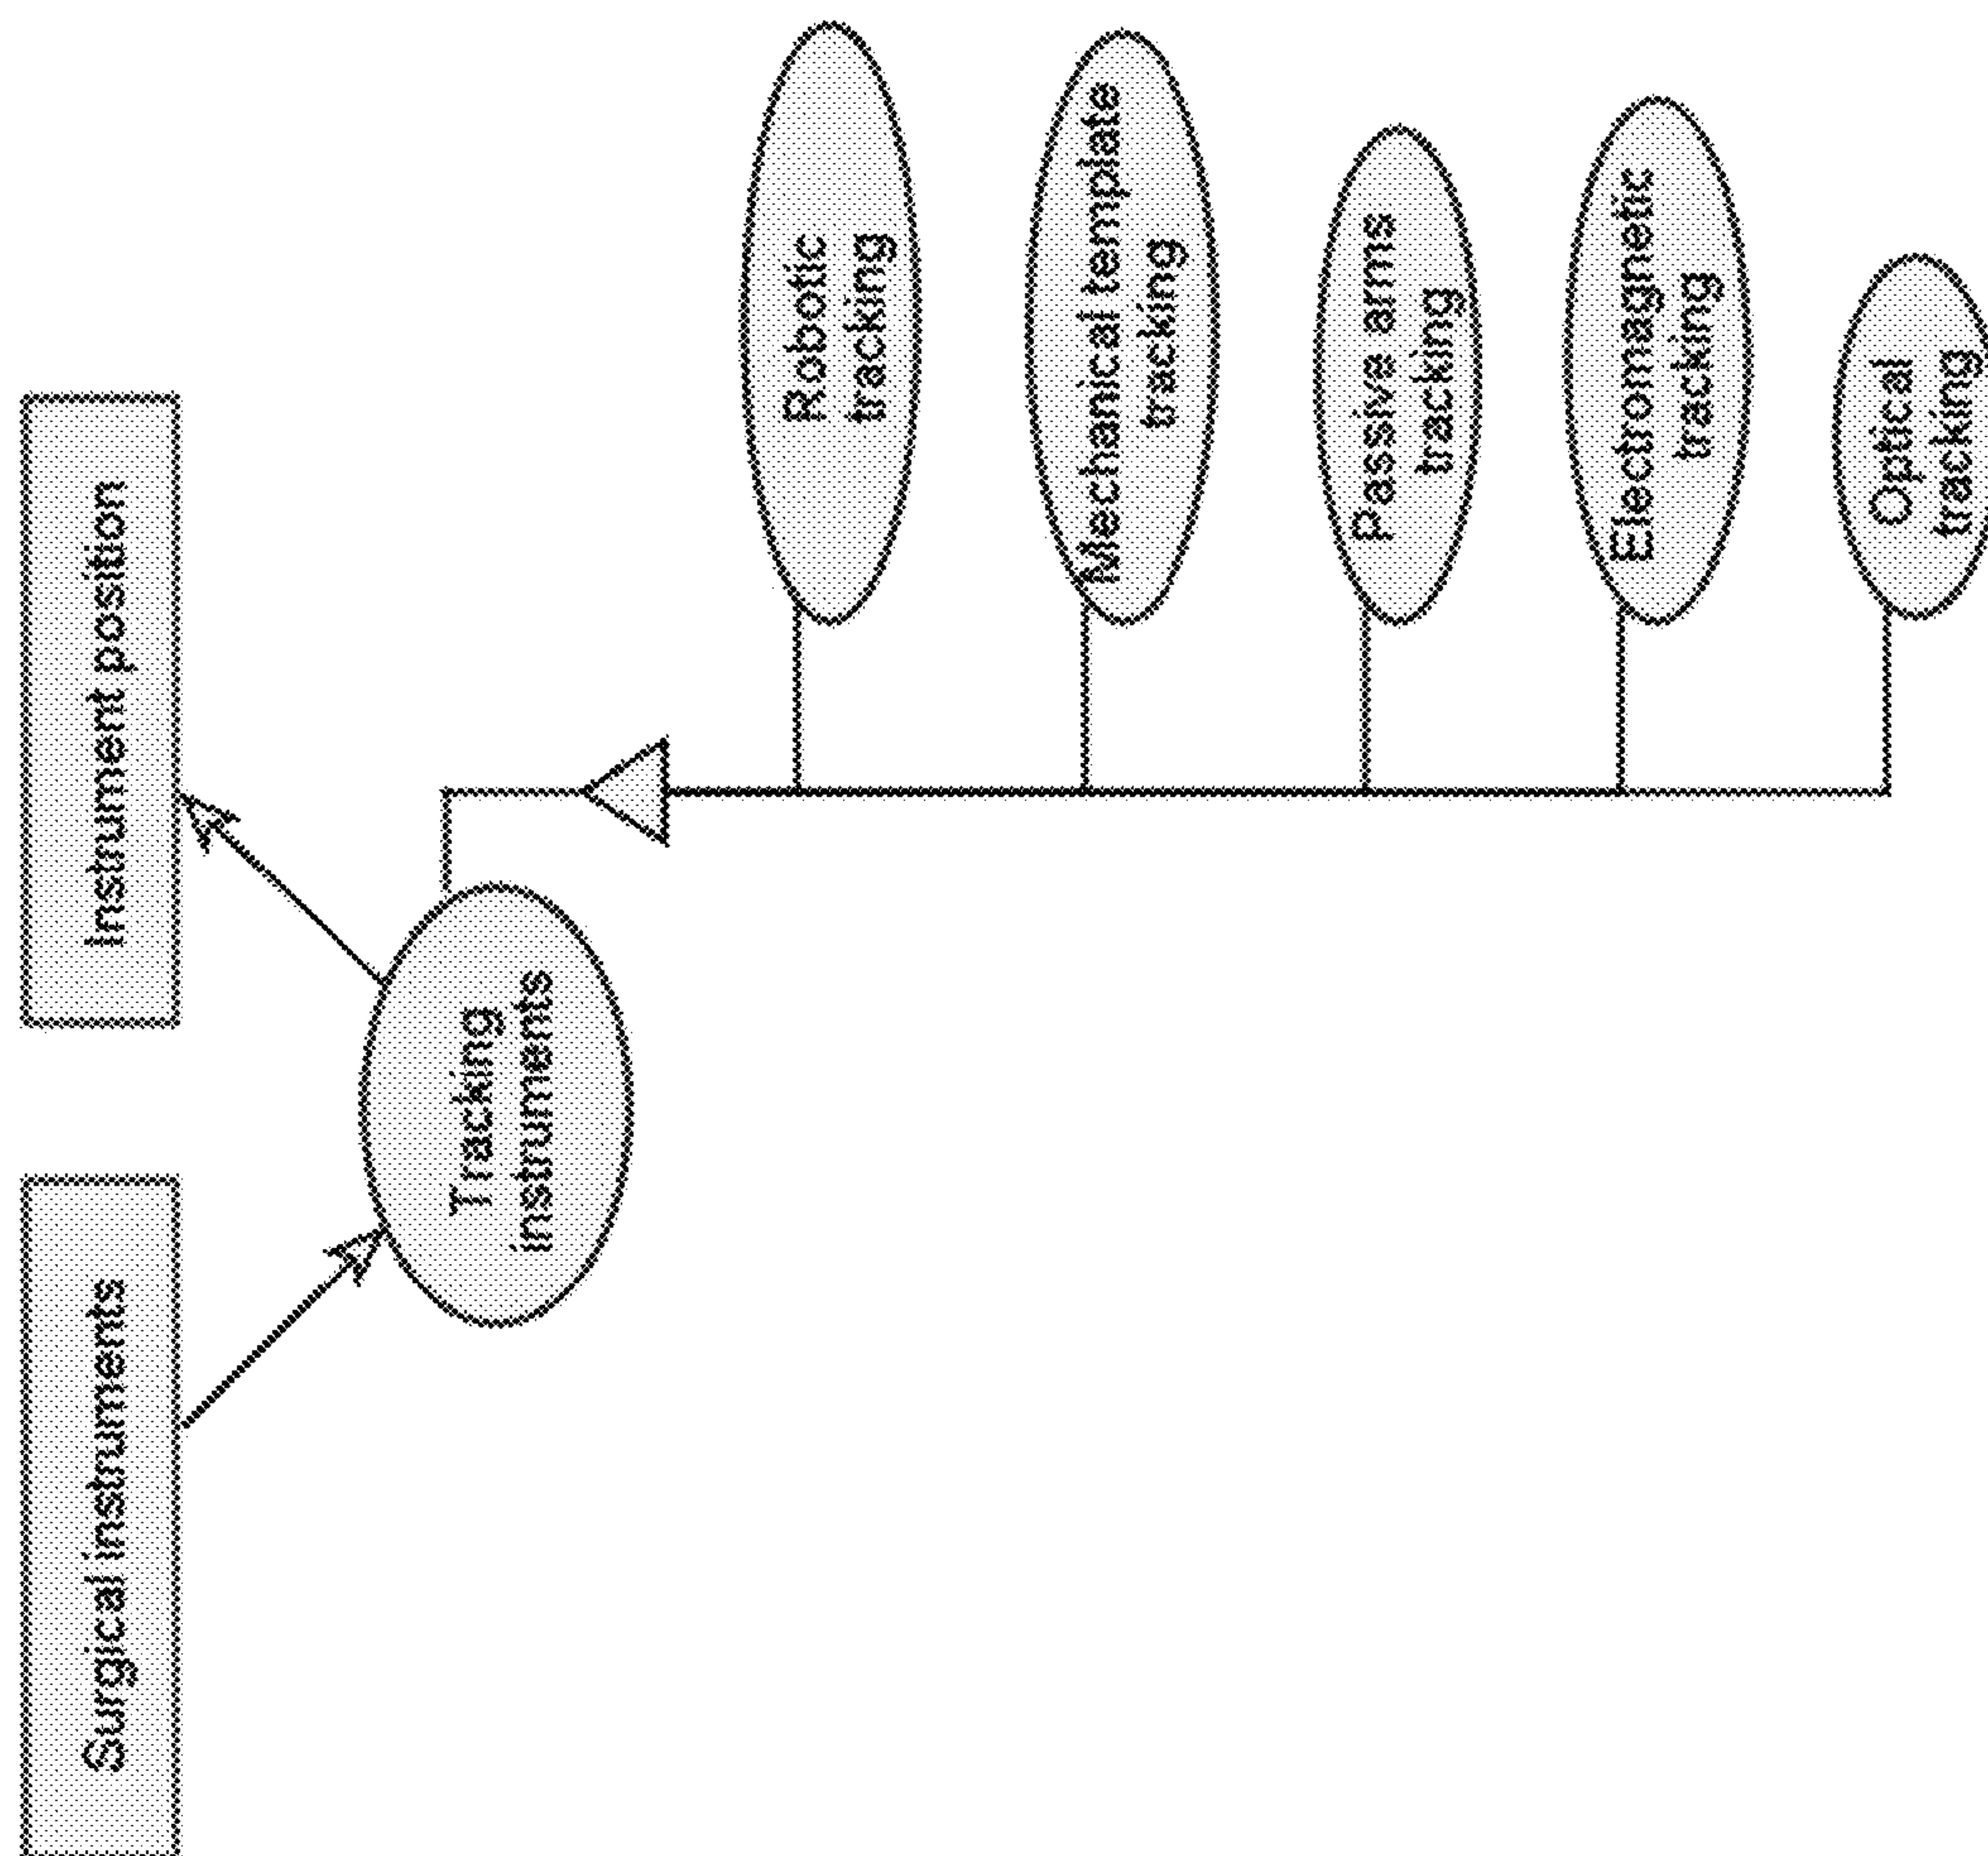 Surgical instruments
Instrument position
Tracking
instruments
Robotic
tracking
Mechanical template
tracking
Passive arms
tracking
Electromagnetic
tracking
Optical
tracking